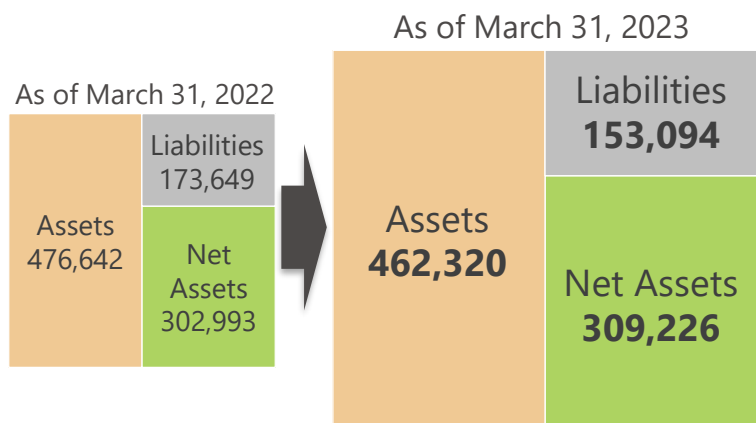 As of March 31, 2022
Assets
476,642
Liabilities
173,649
Net
Assets
302,993
As of March 31, 2023
Assets
462,320
Liabilities
153,094
Net Assets
309,226